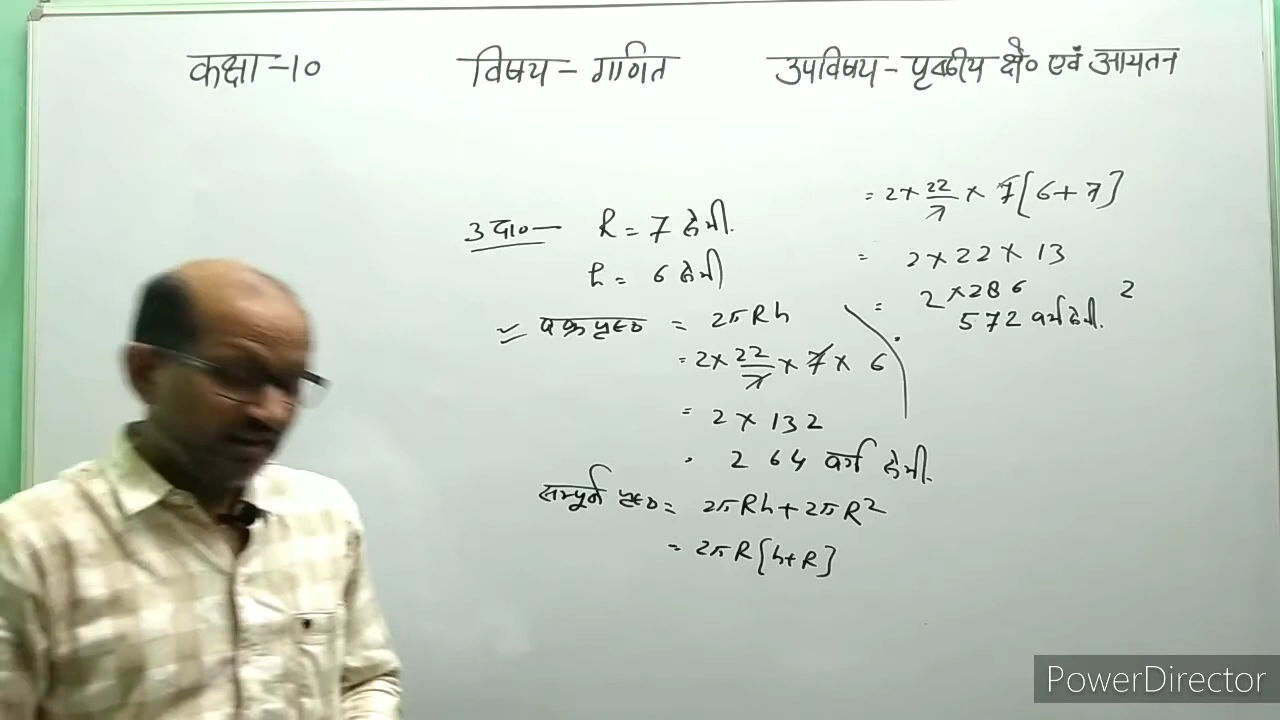 कक्षा-10 विषय - गणित उपविषय - पृष्ठीय क्षे० एवं आयतन
उदा०— R = 7 सेमी.
h = 6 सेमी
वक्र पृष्ठ = 2πRh
= 2 × 22/7 × 7 × 6
= 2 × 132
264 वर्ग सेमी.
सम्पूर्ण पृष्ठ = 2πRh + 2πR²
= 2πR[h+R]
= 2 × 22/7 × 7[6+7]
= 2 × 22 × 13
= 2 × 286
572 वर्ग सेमी. 2
PowerDirector